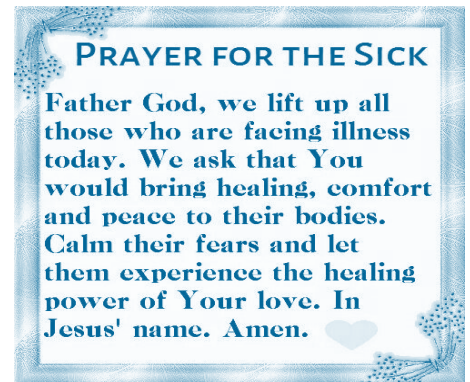 PRAYER FOR THE SICK
Father God, we lift up all
those who are facing illness
today. We ask that You
would bring healing, comfort
and peace to their bodies.
Calm their fears and let
them experience the healing
power of Your love. In
Jesus' name. Amen.